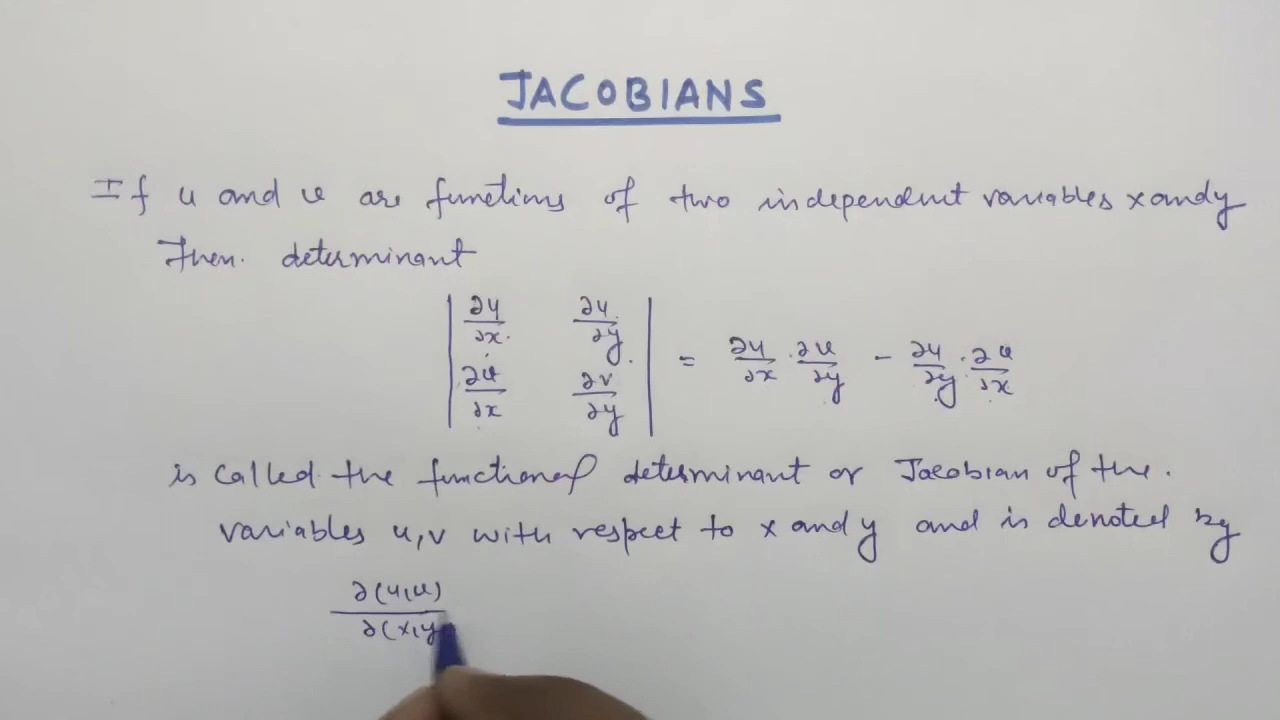 JACOBIANS
If u and v are functions of two independent variables x and y
Then. determinant
| ∂u/∂x ∂u/∂y |
| ∂v/∂x ∂v/∂y | = ∂u/∂x . ∂v/∂y - ∂u/∂y . ∂v/∂x
is called the functional determinant or Jacobian of the.
variables u, v with respect to x and y and is denoted by
∂(u,v)
∂(x,y